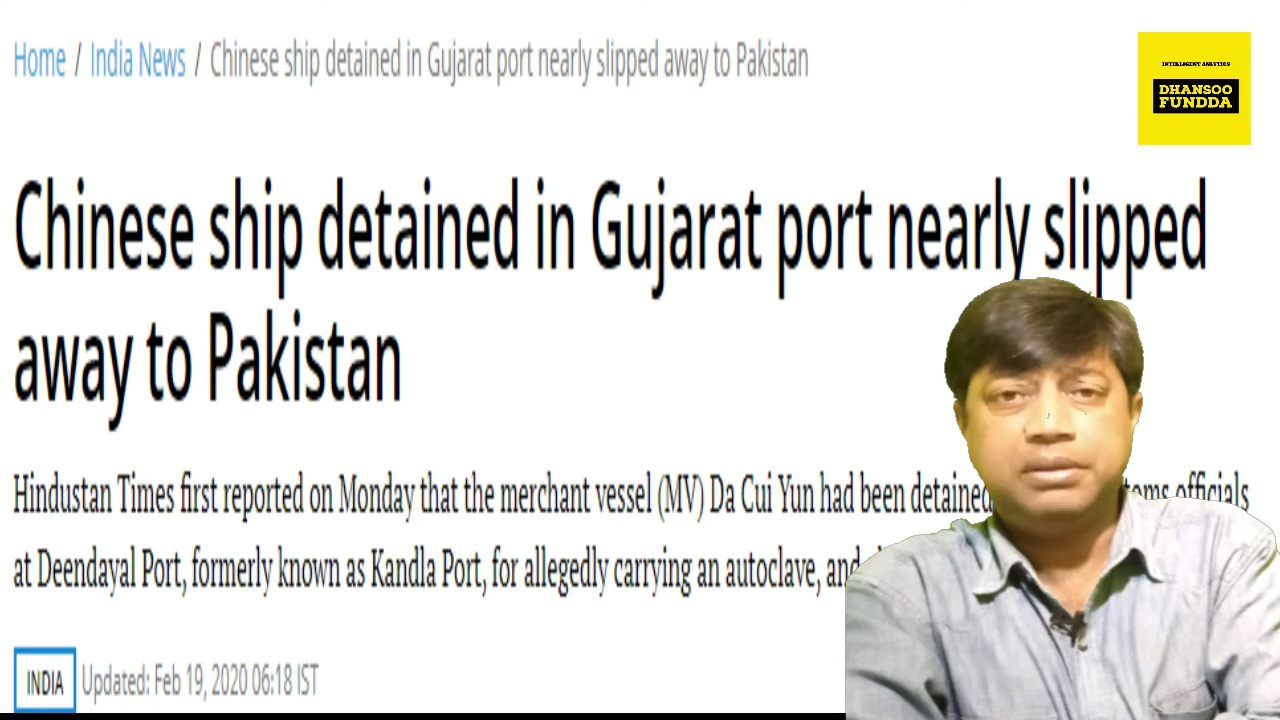 Home / India News / Chinese ship detained in Gujarat port nearly slipped away to Pakistan
INTELLIGENT ANALYTICS
DHANSOO
FUNDDA
Chinese ship detained in Gujarat port nearly slipped
away to Pakistan
Hindustan Times first reported on Monday that the merchant vessel (MV) Da Cui Yun had been detained officials
at Deendayal Port, formerly known as Kandla Port, for allegedly carrying an autoclave, and
INDIA Updated: Feb 19, 2020 06:18 IST